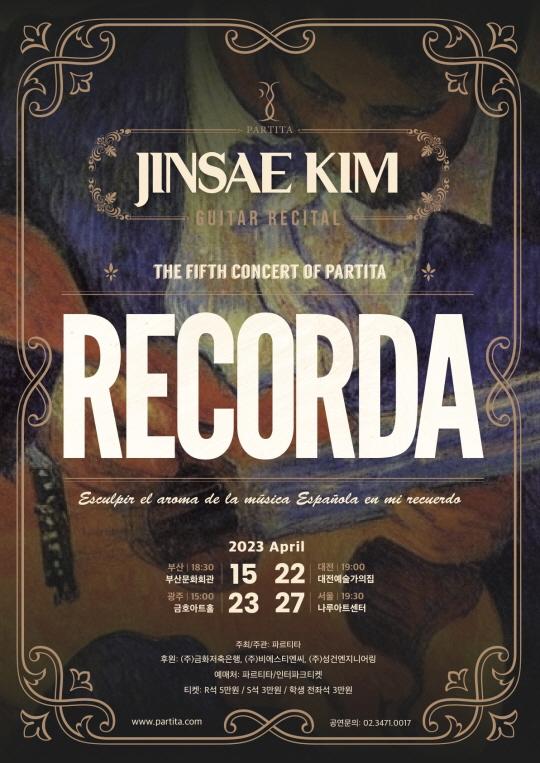 PARTITA
JINSAE KIM
GUITAR RECITAL
THE FIFTH CONCERT OF PARTITA
RECORDA
Esculpir el aroma de la música Española en mi recuerdo
2023 April
부산 | 18:30
부산문화회관
15
22
대전 | 19:00
대전예술가의집
광주 | 15:00
금호아트홀
23
27
서울 | 19:30
나루아트센터
주최/주관: 파르티타
후원: (주)금화저축은행, (주)비에스티엔씨, (주)성건엔지니어링
예매처: 파르티타/인터파크티켓
티켓: R석 5만원 / S석 3만원 / 학생 전좌석 3만원
www.partita.com
공연문의: 02.3471.0017